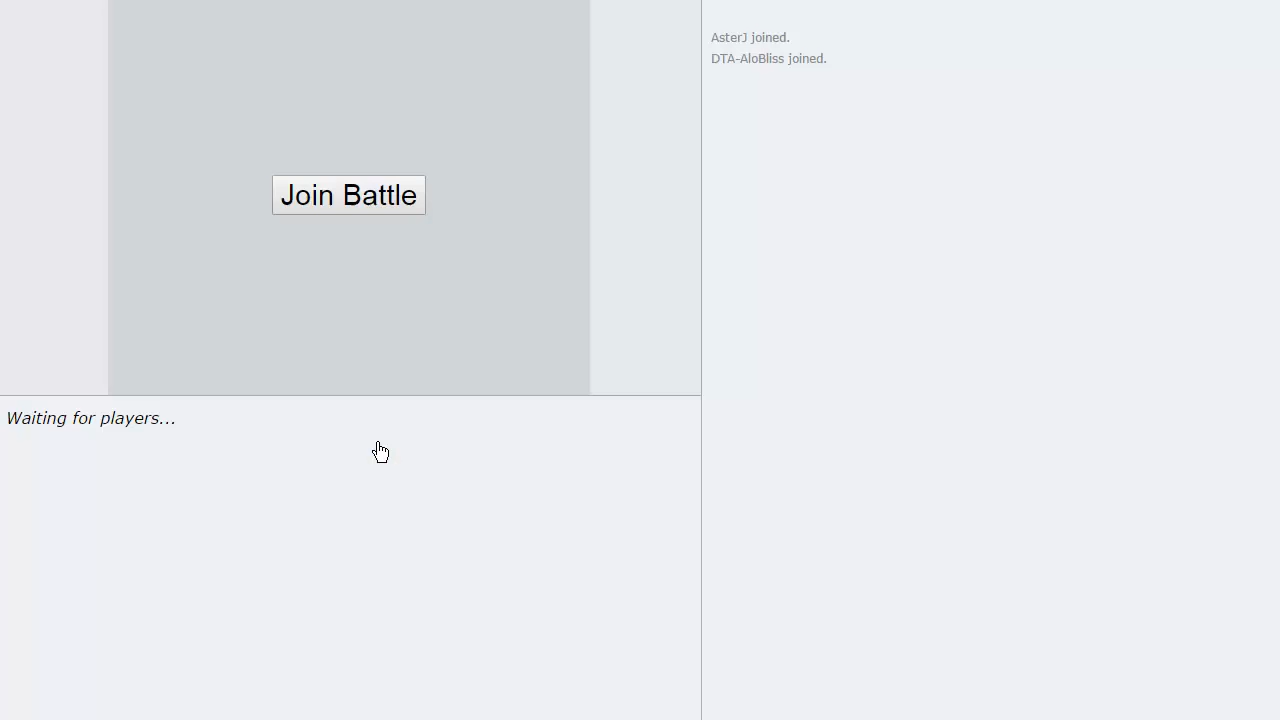 AsterJ joined.
DTA-AloBliss joined.
Join Battle
Waiting for players...